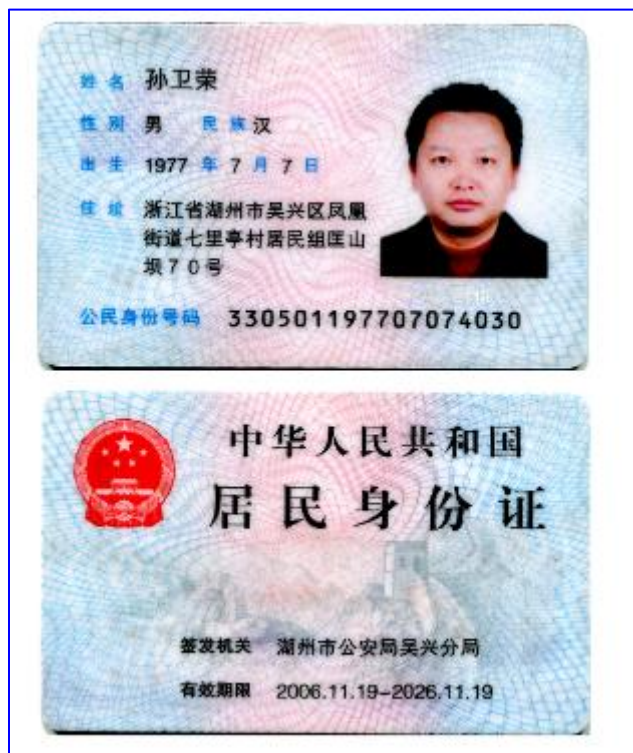 姓名 孙卫荣
性别 男 民族 汉
出生 1977 年 7 月 7 日
住址 浙江省湖州市吴兴区凤凰
街道七里亭村居民组匡山
坝70号
公民身份号码 330501197707074030
中华人民共和国
居民身份证
签发机关 湖州市公安局吴兴分局
有效期限 2006.11.19-2026.11.19